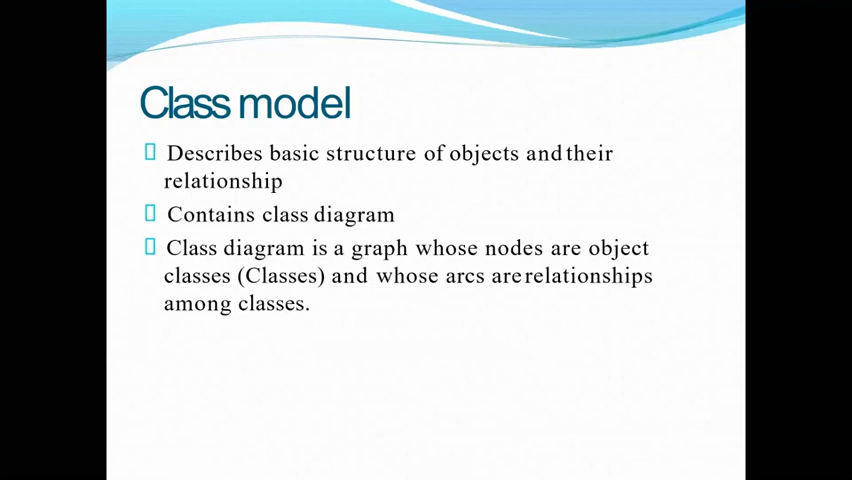 Class model
Describes basic structure of objects and their
relationship
Contains class diagram
Class diagram is a graph whose nodes are object
classes (Classes) and whose arcs are relationships
among classes.